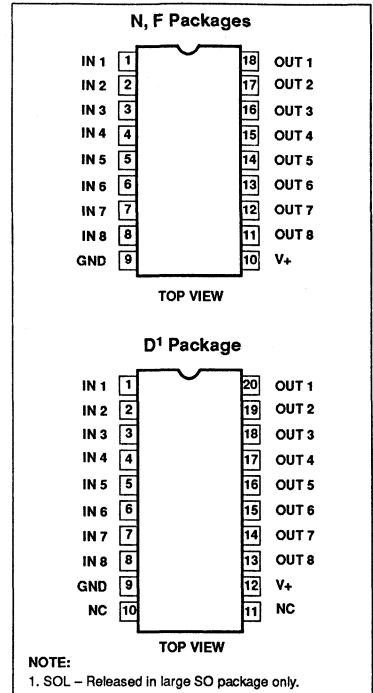 N, F Packages
IN 1 1 18 OUT 1
IN 2 2 17 OUT 2
IN 3 3 16 OUT 3
IN 4 4 15 OUT 4
IN 5 5 14 OUT 5
IN 6 6 13 OUT 6
IN 7 7 12 OUT 7
IN 8 8 11 OUT 8
GND 9 10 V+
TOP VIEW
D¹ Package
IN 1 1 20 OUT 1
IN 2 2 19 OUT 2
IN 3 3 18 OUT 3
IN 4 4 17 OUT 4
IN 5 5 16 OUT 5
IN 6 6 15 OUT 6
IN 7 7 14 OUT 7
IN 8 8 13 OUT 8
GND 9 12 V+
NC 10 11 NC
TOP VIEW
NOTE:
1. SOL – Released in large SO package only.